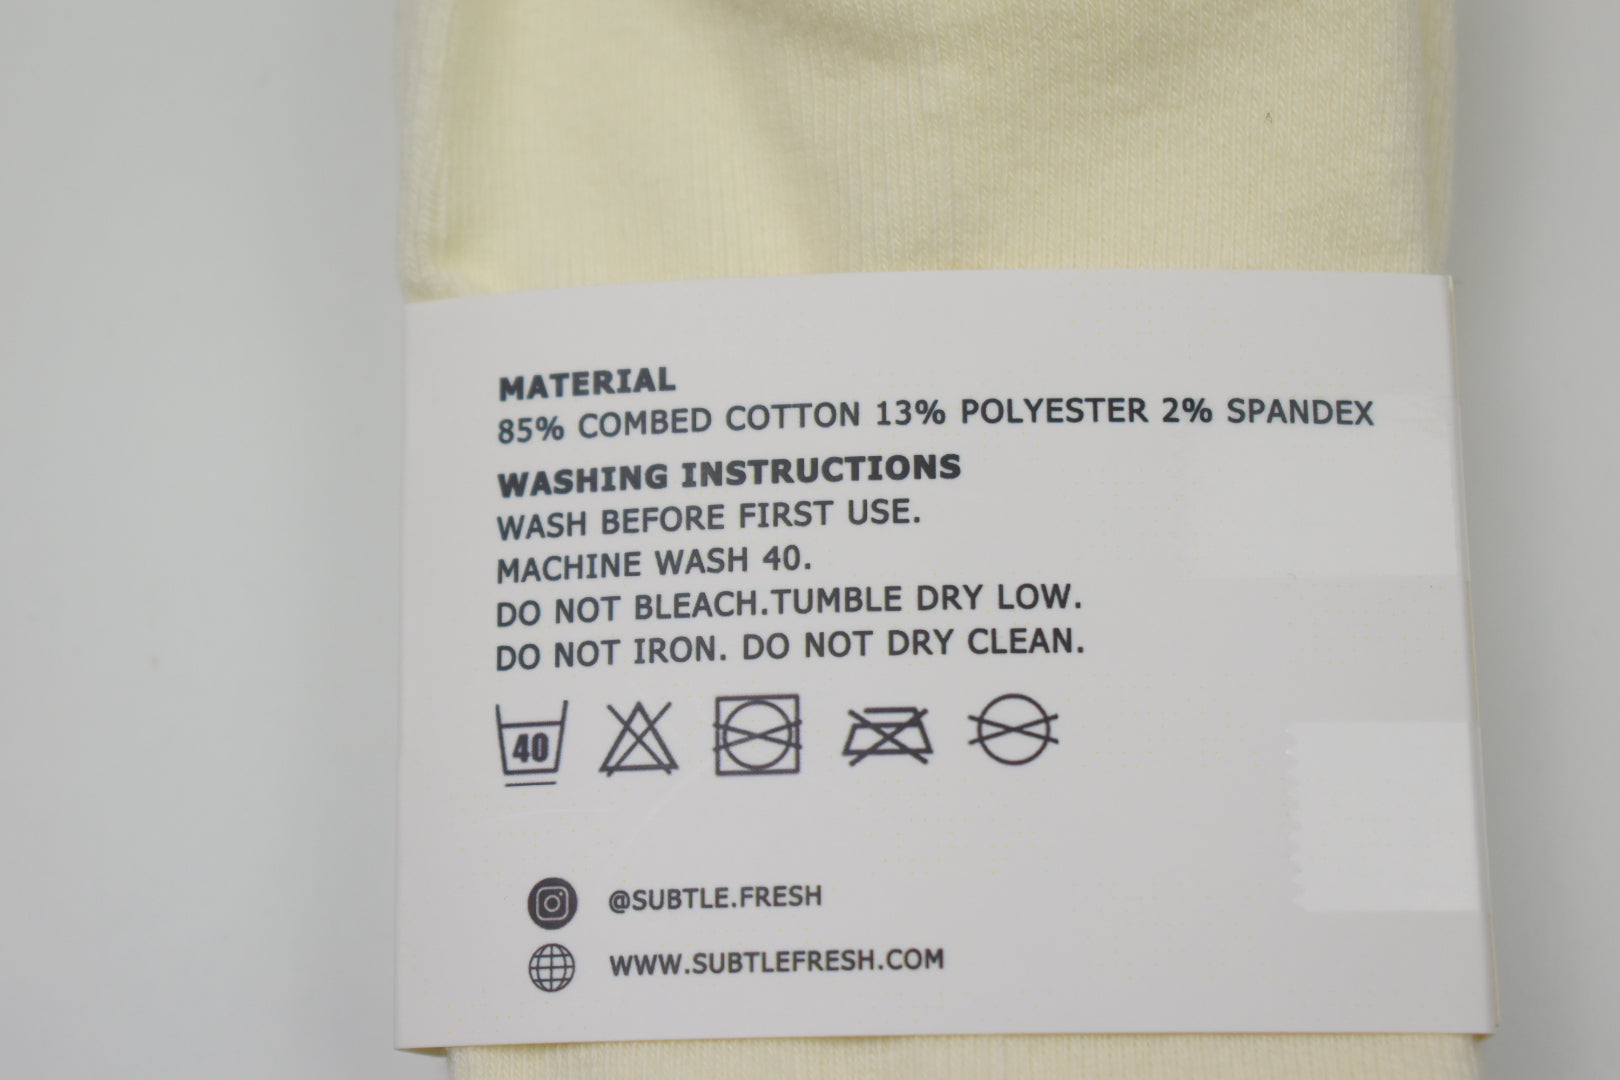 MATERIAL
85% COMBED COTTON 13% POLYESTER 2% SPANDEX
WASHING INSTRUCTIONS
WASH BEFORE FIRST USE.
MACHINE WASH 40.
DO NOT BLEACH.TUMBLE DRY LOW.
DO NOT IRON. DO NOT DRY CLEAN.
40
@SUBTLE.FRESH
WWW.SUBTLEFRESH.COM